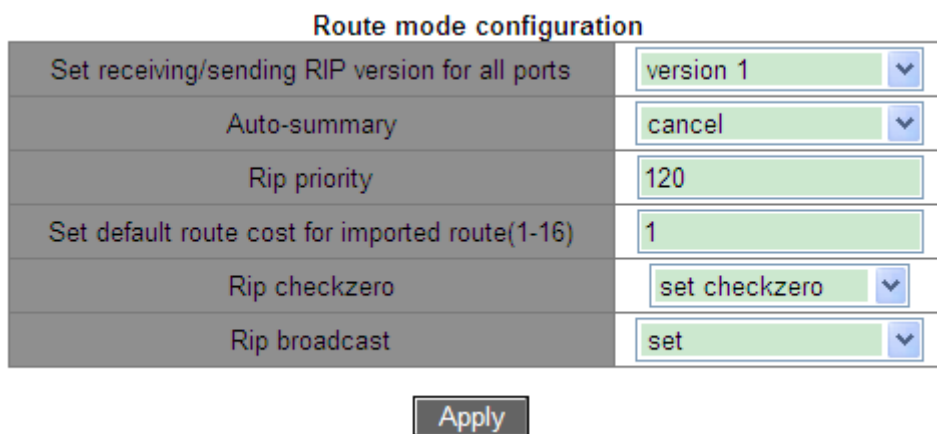 Route mode configuration
Set receiving/sending RIP version for all ports version 1
Auto-summary cancel
Rip priority 120
Set default route cost for imported route(1-16) 1
Rip checkzero set checkzero
Rip broadcast set
Apply